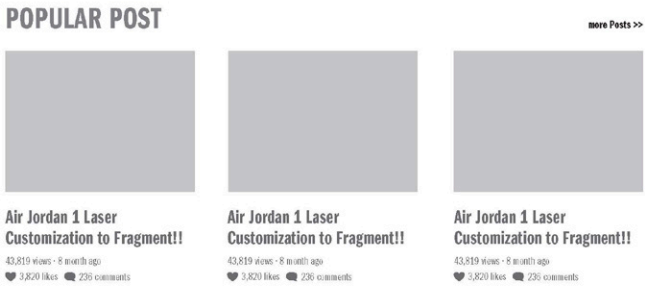 POPULAR POST
more Posts >>
Air Jordan 1 Laser
Customization to Fragment!!
43,819 views · 8 month ago
3,820 likes 236 comments
Air Jordan 1 Laser
Customization to Fragment!!
43,819 views · 8 month ago
3,820 likes 236 comments
Air Jordan 1 Laser
Customization to Fragment!!
43,819 views · 8 month ago
3,820 likes 236 comments